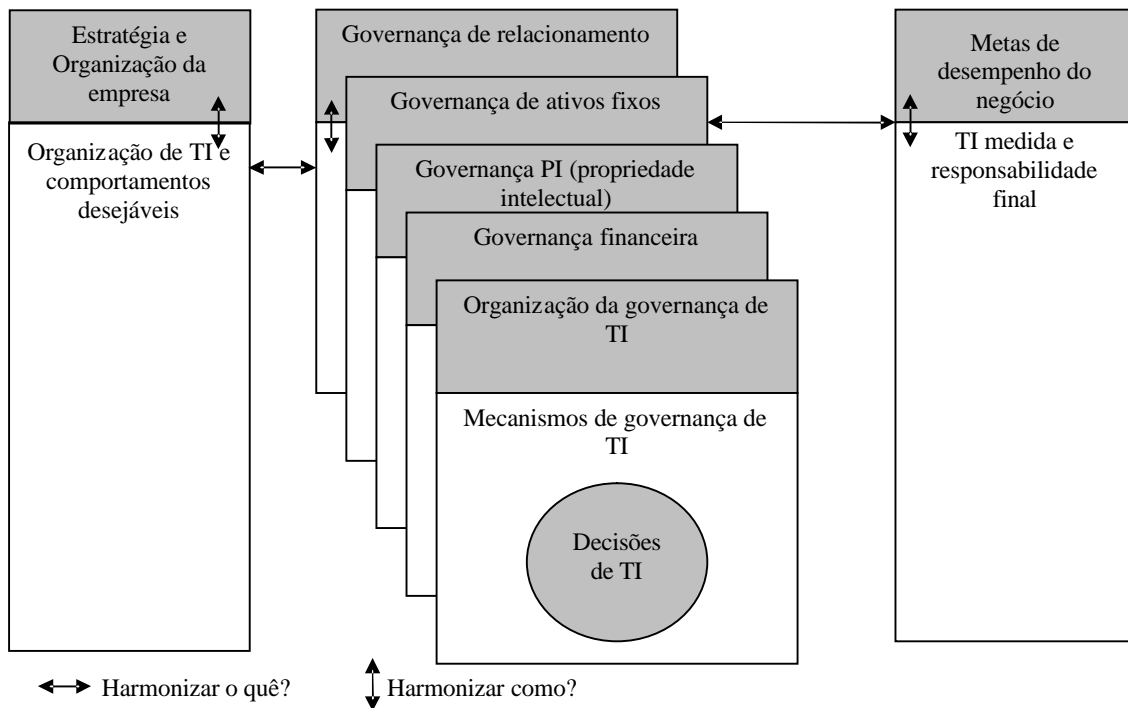 Estratégia e
Organização da
empresa
Organização de TI e
comportamentos
desejáveis
Governança de relacionamento
Governança de ativos fixos
Governança PI (propriedade
intelectual)
Governança financeira
Organização da governança de
TI
Mecanismos de governança de
TI
Decisões
de TI
Metas de
desempenho do
negócio
TI medida e
responsabilidade
final
Harmonizar o quê?
Harmonizar como?